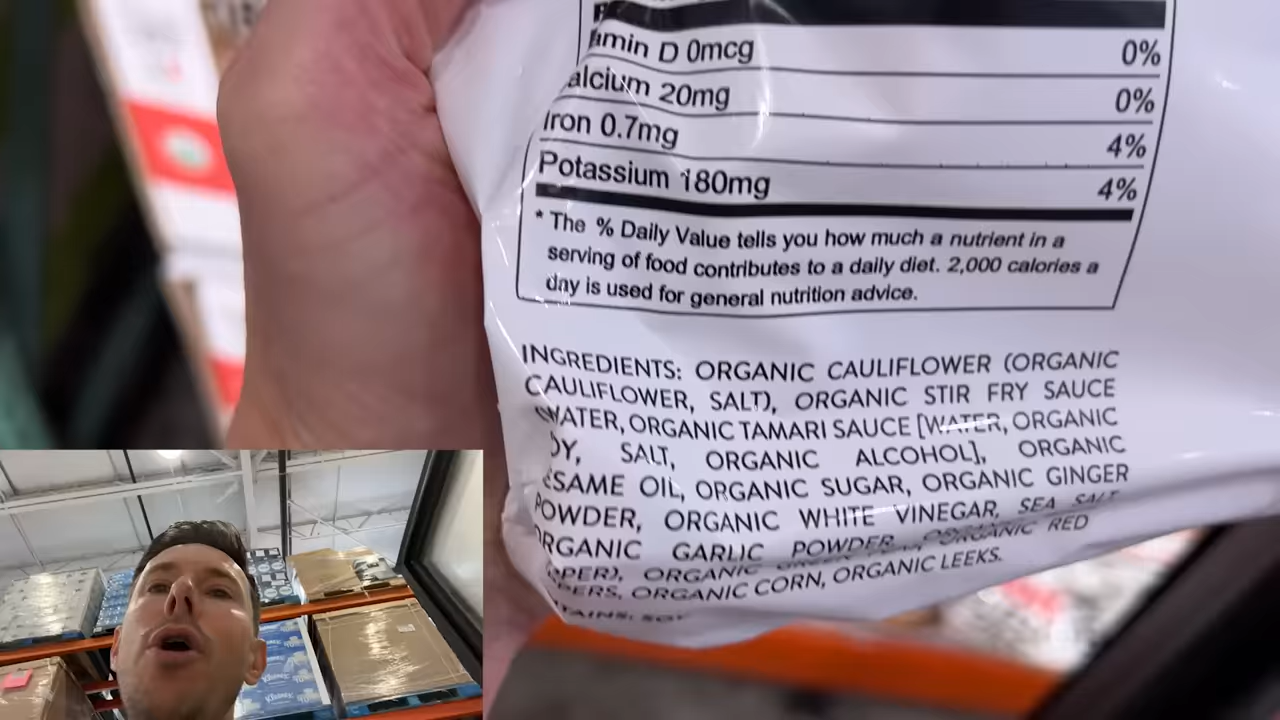 amin D 0mcg 0%
alcium 20mg 0%
Iron 0.7mg 4%
Potassium 180mg 4%
* The % Daily Value tells you how much a nutrient in a
serving of food contributes to a daily diet. 2,000 calories a
day is used for general nutrition advice.
INGREDIENTS: ORGANIC CAULIFLOWER (ORGANIC
CAULIFLOWER, SALT), ORGANIC STIR FRY SAUCE
(WATER, ORGANIC TAMARI SAUCE [WATER, ORGANIC
OY, SALT, ORGANIC ALCOHOL], ORGANIC
ESAME OIL, ORGANIC SUGAR, ORGANIC GINGER
POWDER, ORGANIC WHITE VINEGAR, SEA SALT,
ORGANIC GARLIC POWDER, ORGANIC RED
PPER), ORGANIC
PERS, ORGANIC CORN, ORGANIC LEEKS.
TAINS: SOY
Kleenex